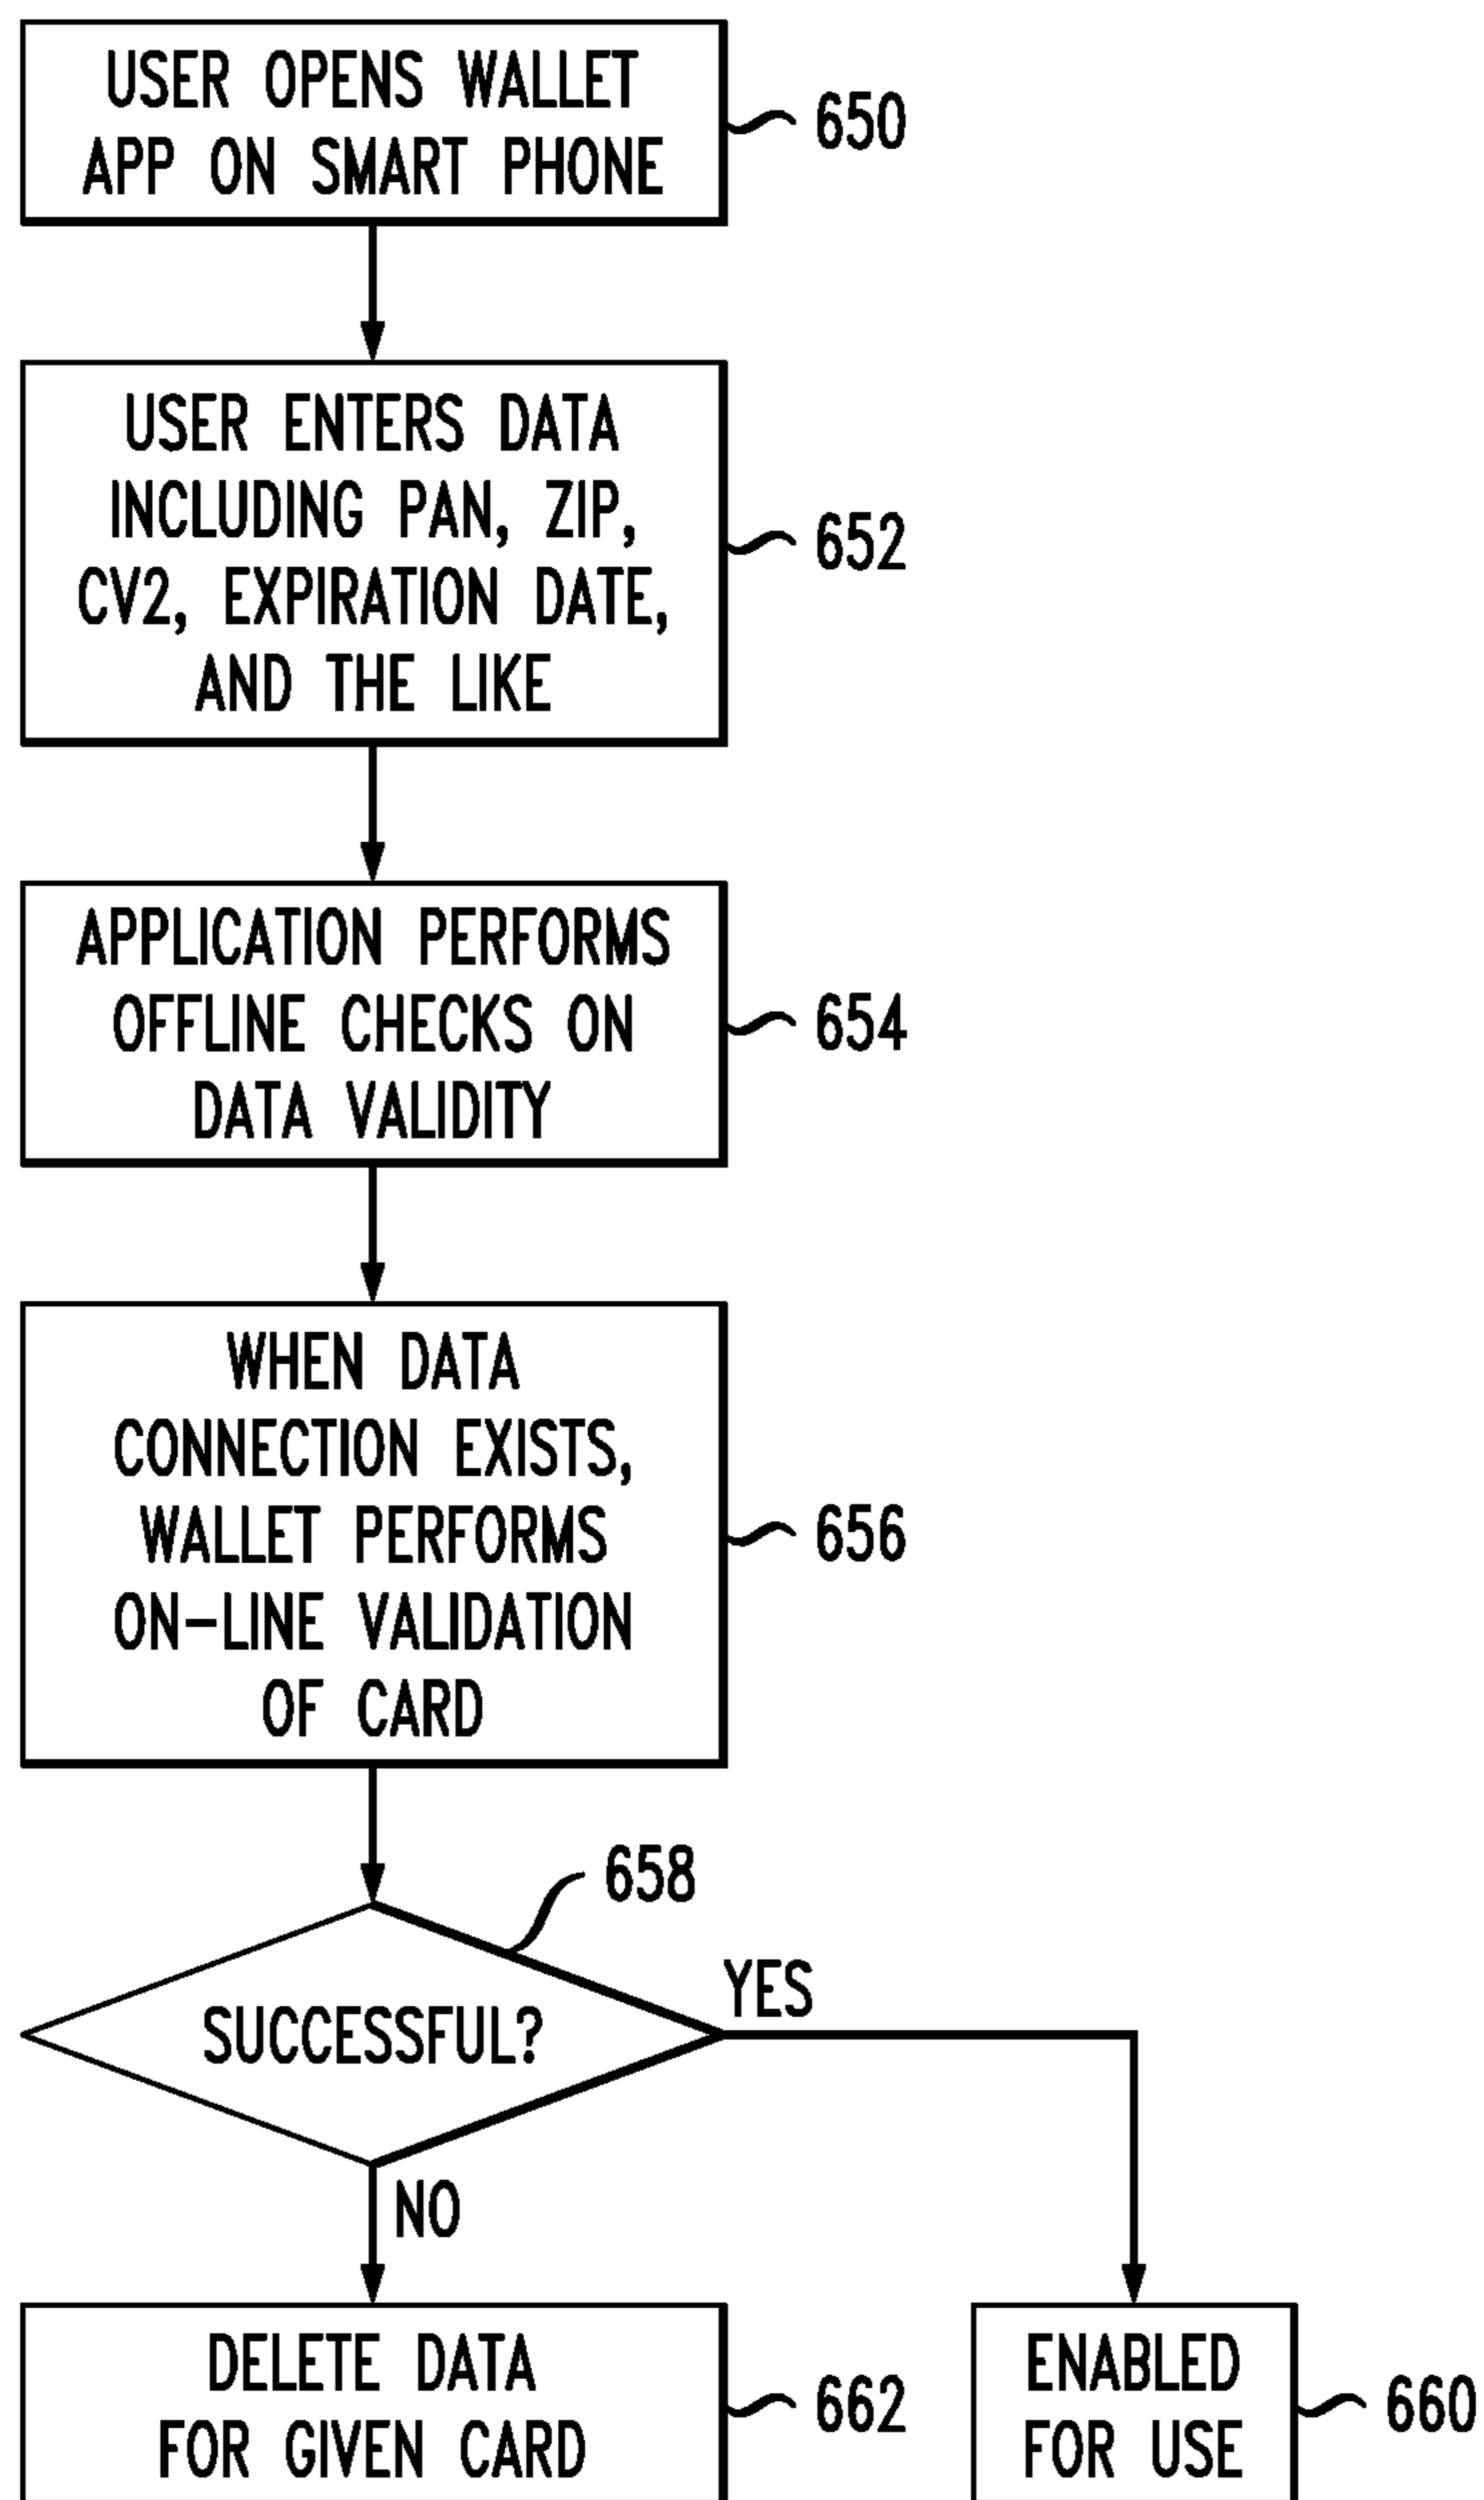 USER OPENS WALLET
APP ON SMART PHONE
650
USER ENTERS DATA
INCLUDING PAN, ZIP,
CV2, EXPIRATION DATE,
AND THE LIKE
652
APPLICATION PERFORMS
OFFLINE CHECKS ON
DATA VALIDITY
654
WHEN DATA
CONNECTION EXISTS,
WALLET PERFORMS
ON-LINE VALIDATION
OF CARD
656
658
YES
SUCCESSFUL?
NO
DELETE DATA
FOR GIVEN CARD
662
ENABLED
FOR USE
660